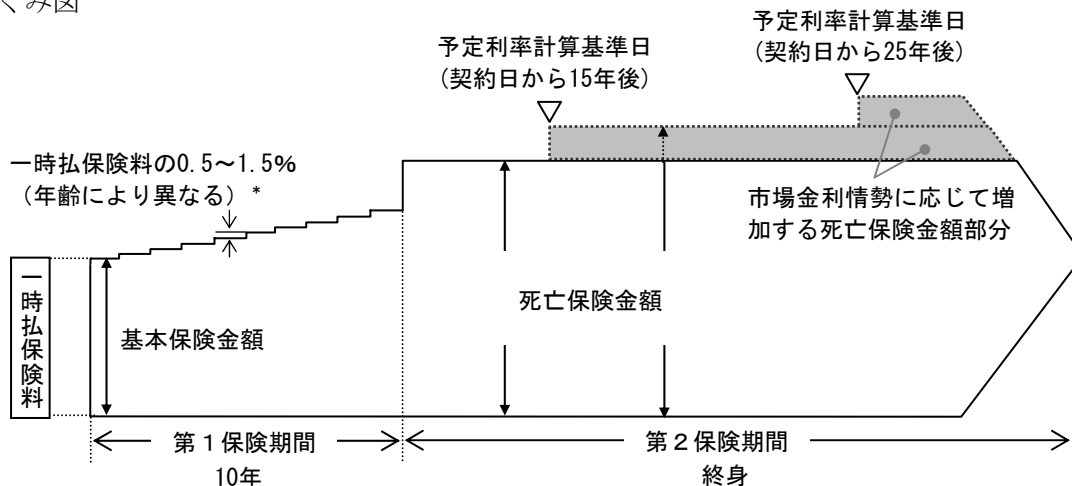 くみ図
予定利率計算基準日
(契約日から15年後)
予定利率計算基準日
(契約日から25年後)
一時払保険料の0.5～1.5%
(年齢により異なる) *
市場金利情勢に応じて増
加する死亡保険金額部分
一時払保険料
基本保険金額
死亡保険金額
第１保険期間
10年
第２保険期間
終身